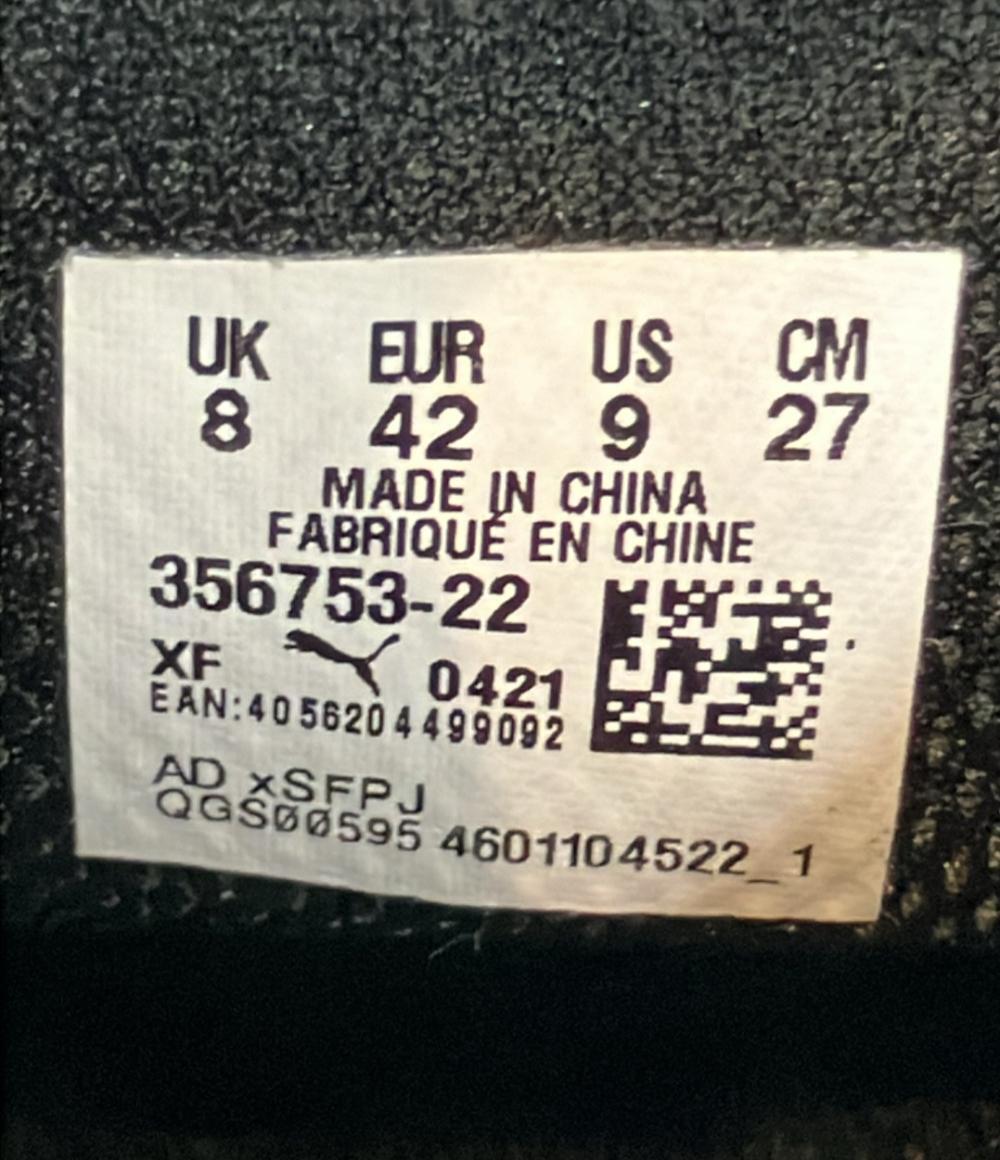 UK EUR US CM
8 42 9 27
MADE IN CHINA
FABRIQUÉ EN CHINE
356753-22
XF 0421
EAN:4056204499092
AD xSFPJ
QGSØØ595 4601104522_1